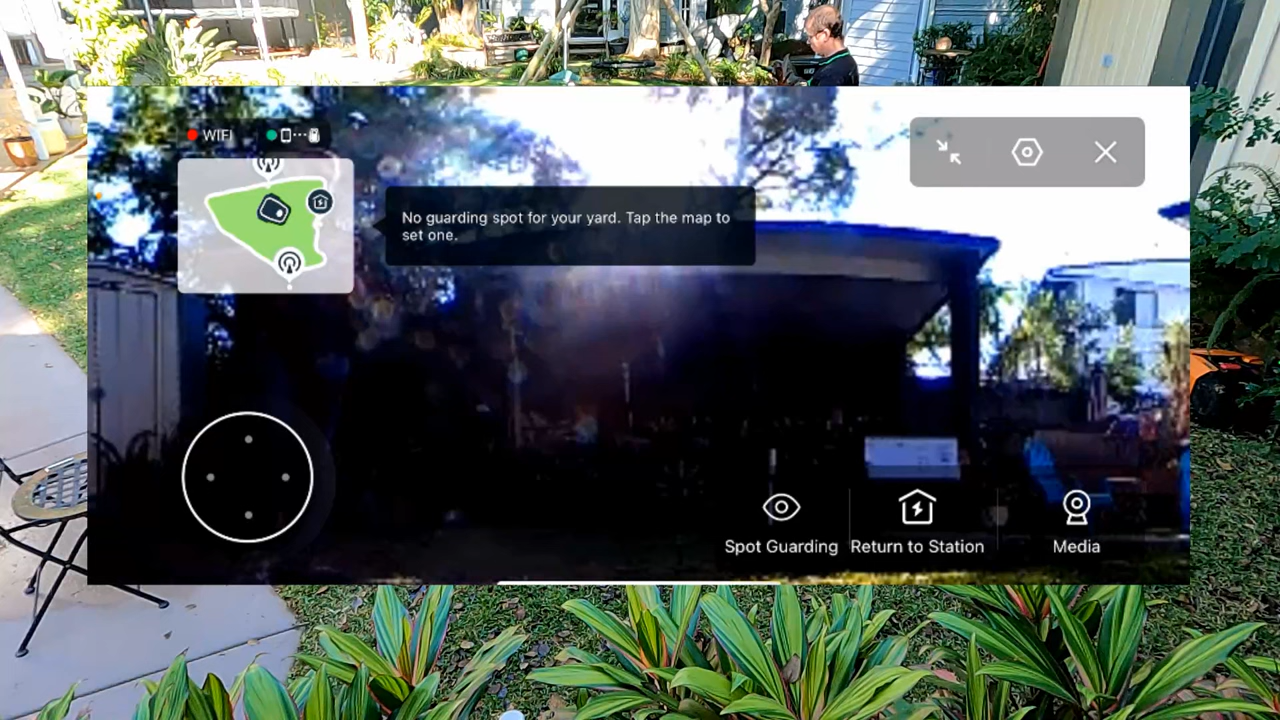 WIFI
No guarding spot for your yard. Tap the map to
set one.
Spot Guarding
Return to Station
Media